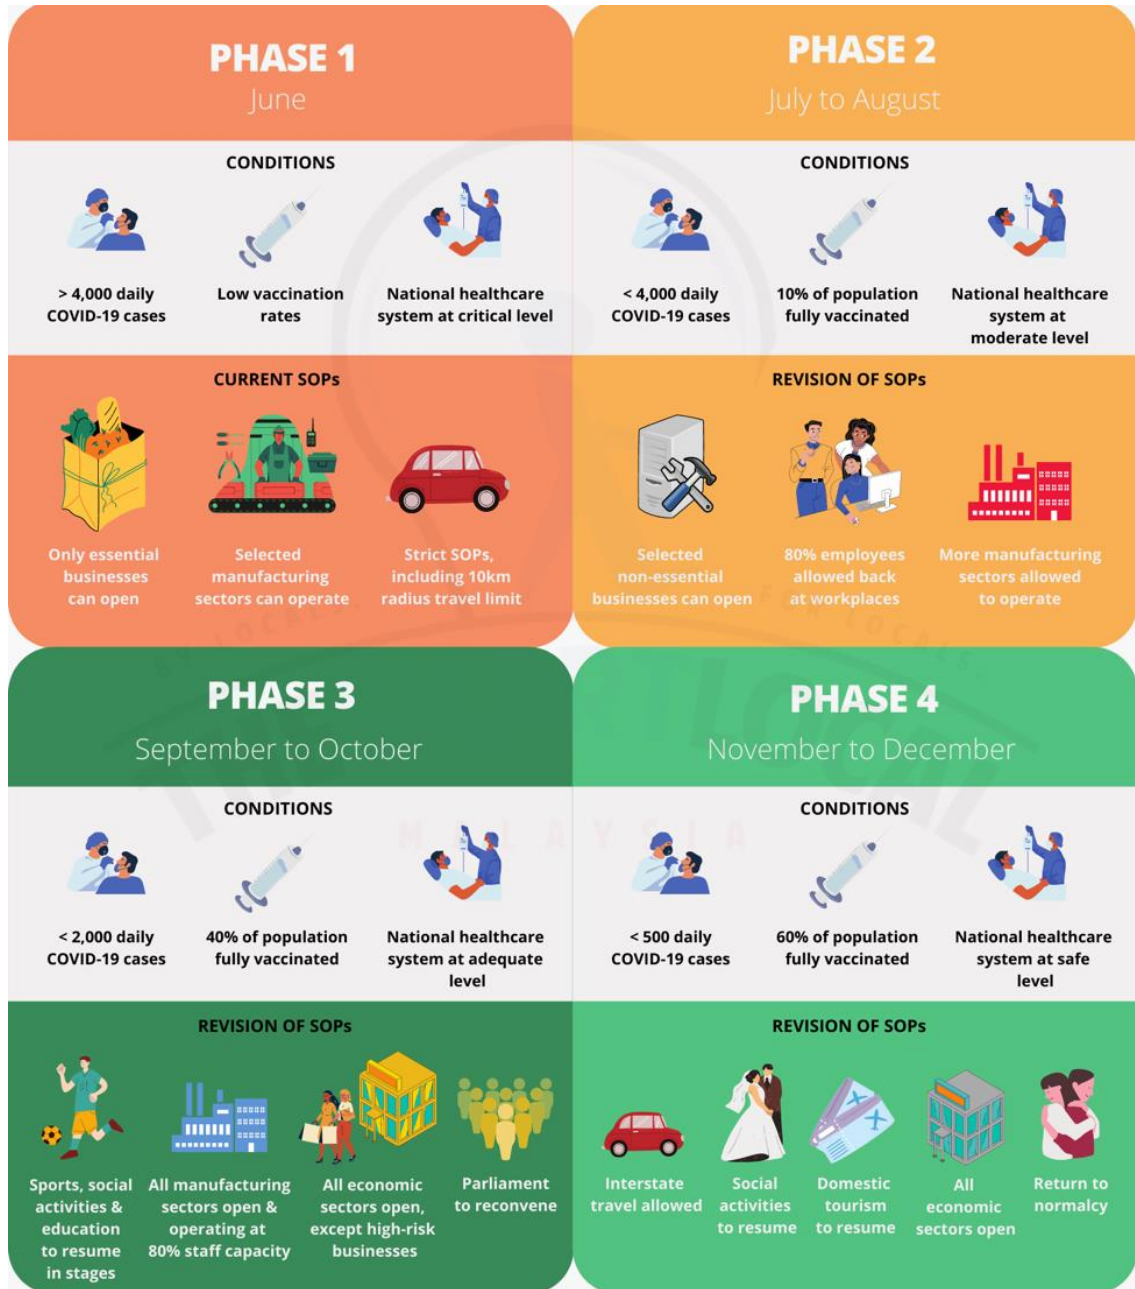 PHASE 1
June
CONDITIONS
> 4,000 daily
COVID-19 cases
Low vaccination
rates
National healthcare
system at critical level
CURRENT SOPs
Only essential
businesses
can open
Selected
manufacturing
sectors can operate
Strict SOPs,
including 10km
radius travel limit
PHASE 2
July to August
CONDITIONS
< 4,000 daily
COVID-19 cases
10% of population
fully vaccinated
National healthcare
system at
moderate level
REVISION OF SOPs
Selected
non-essential
businesses can open
80% employees
allowed back
at workplaces
More manufacturing
sectors allowed
to operate
PHASE 3
September to October
CONDITIONS
< 2,000 daily
COVID-19 cases
40% of population
fully vaccinated
National healthcare
system at adequate
level
REVISION OF SOPs
Sports, social
activities &
education
to resume
in stages
All manufacturing
sectors open &
operating at
80% staff capacity
All economic
sectors open,
except high-risk
businesses
Parliament
to reconvene
PHASE 4
November to December
CONDITIONS
< 500 daily
COVID-19 cases
60% of population
fully vaccinated
National healthcare
system at safe
level
REVISION OF SOPs
Interstate
travel allowed
Social
activities
to resume
Domestic
tourism
to resume
All
economic
sectors open
Return to
normalcy
BY LOCALS, FOR LOCALS.
THE SMARTLOCAL
MALAYSIA